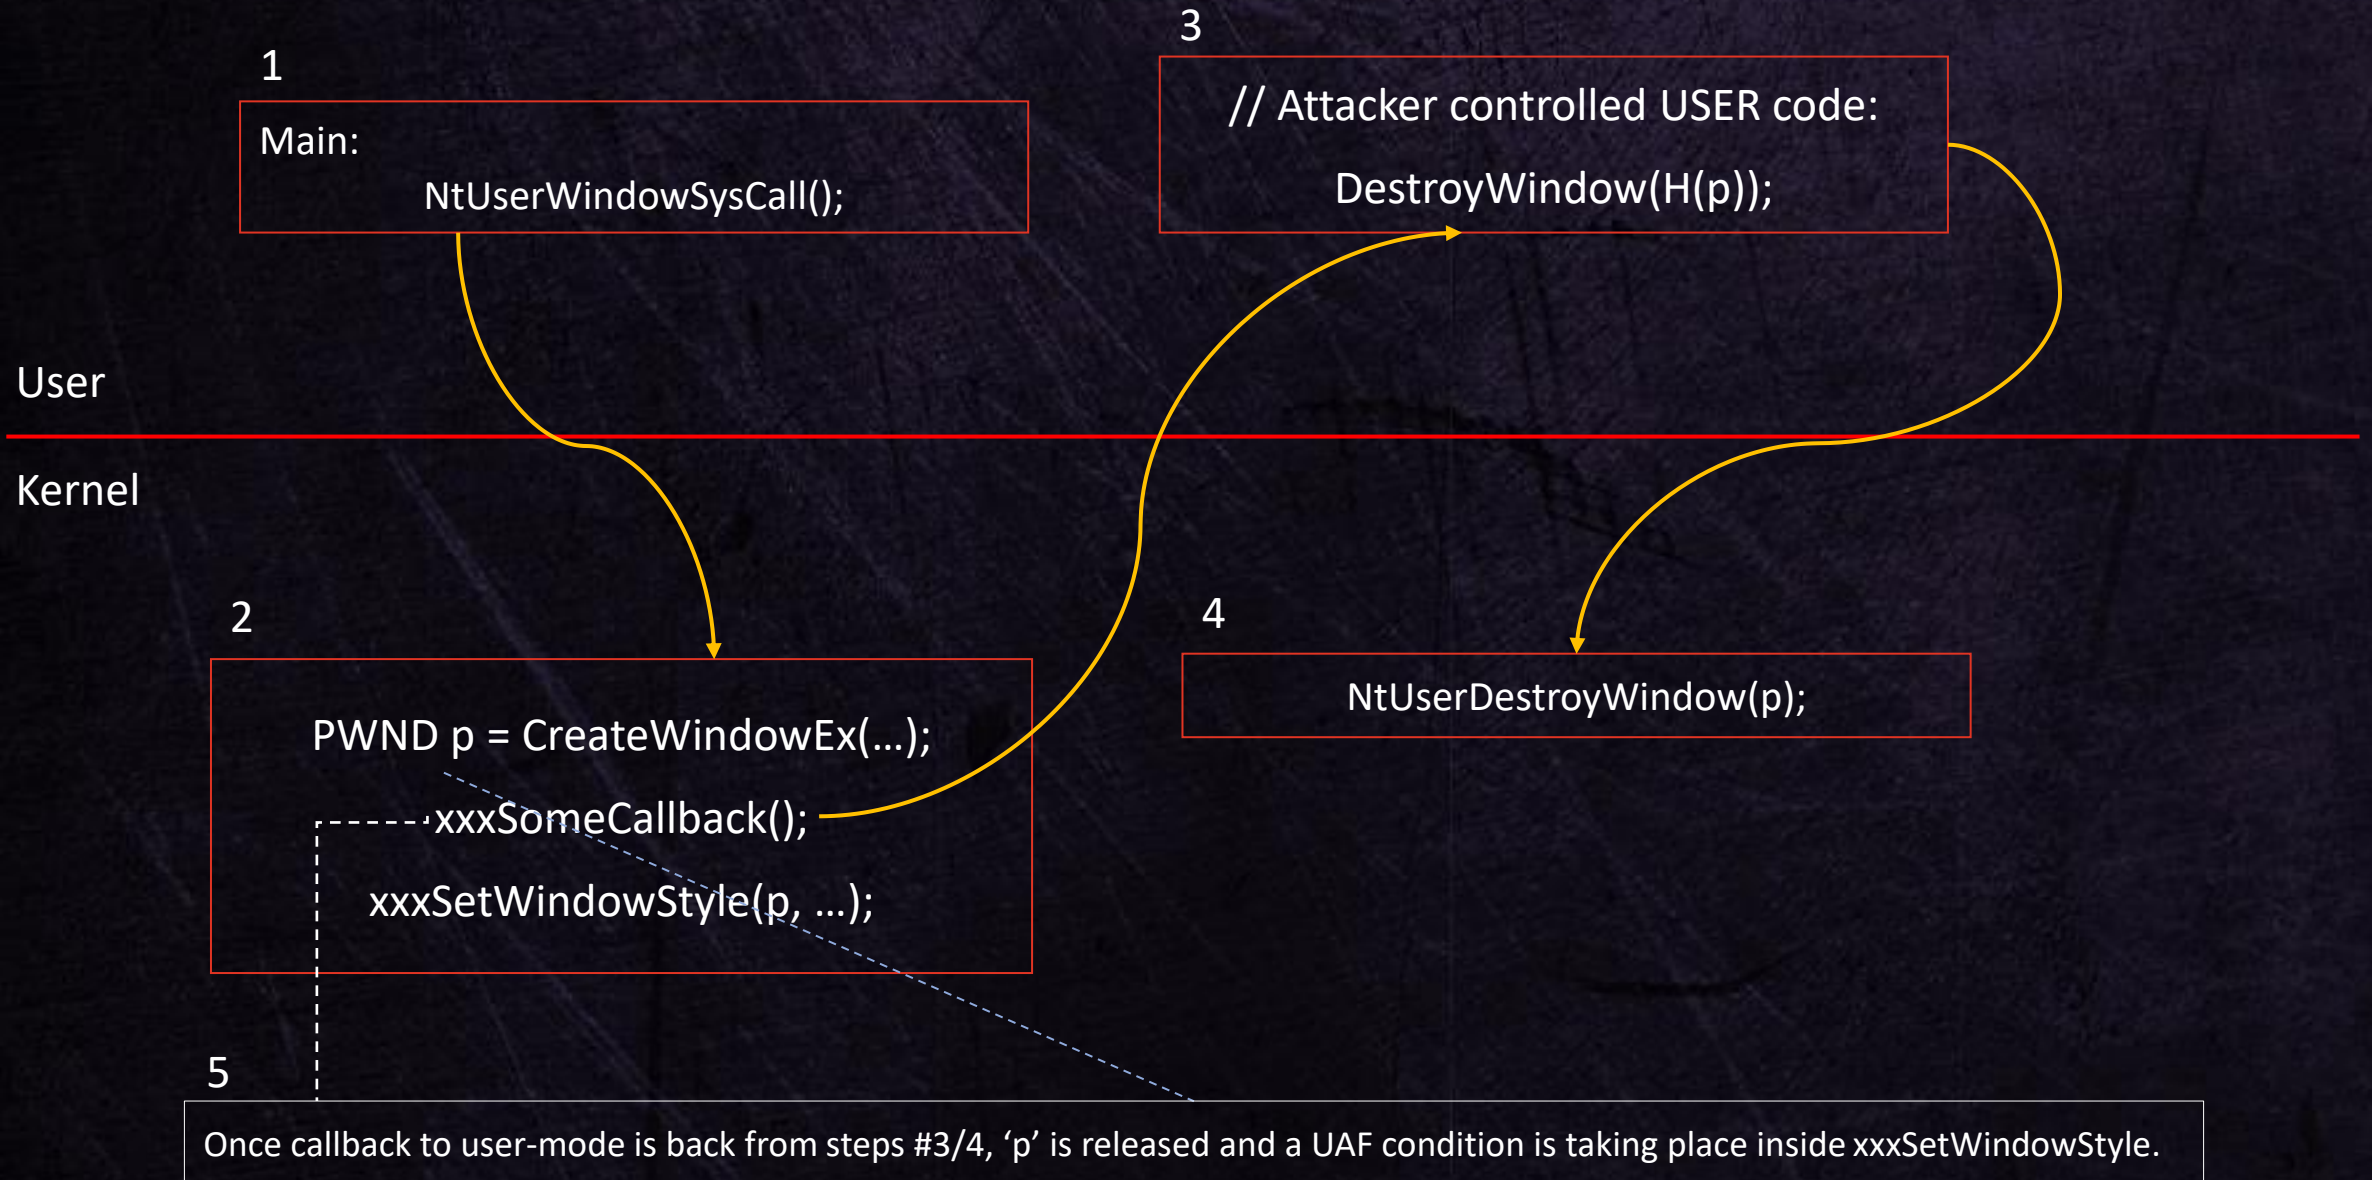 1
Main:
NtUserWindowSysCall();
3
// Attacker controlled USER code:
DestroyWindow(H(p));
User
Kernel
2
PWND p = CreateWindowEx(…);
xxxSomeCallback();
xxxSetWindowStyle(p, …);
4
NtUserDestroyWindow(p);
5
Once callback to user-mode is back from steps #3/4, ‘p’ is released and a UAF condition is taking place inside xxxSetWindowStyle.